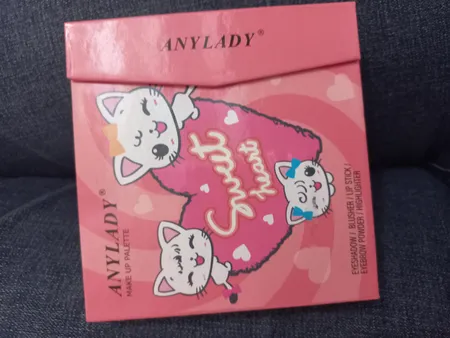 ANYLADY®
Sweet
heart
ANYLADY®
MAKE UP PALETTE
EYESHADOW / BLUSHER / LIP STICK /
EYEBROW POWDER / HIGHLIGHTER